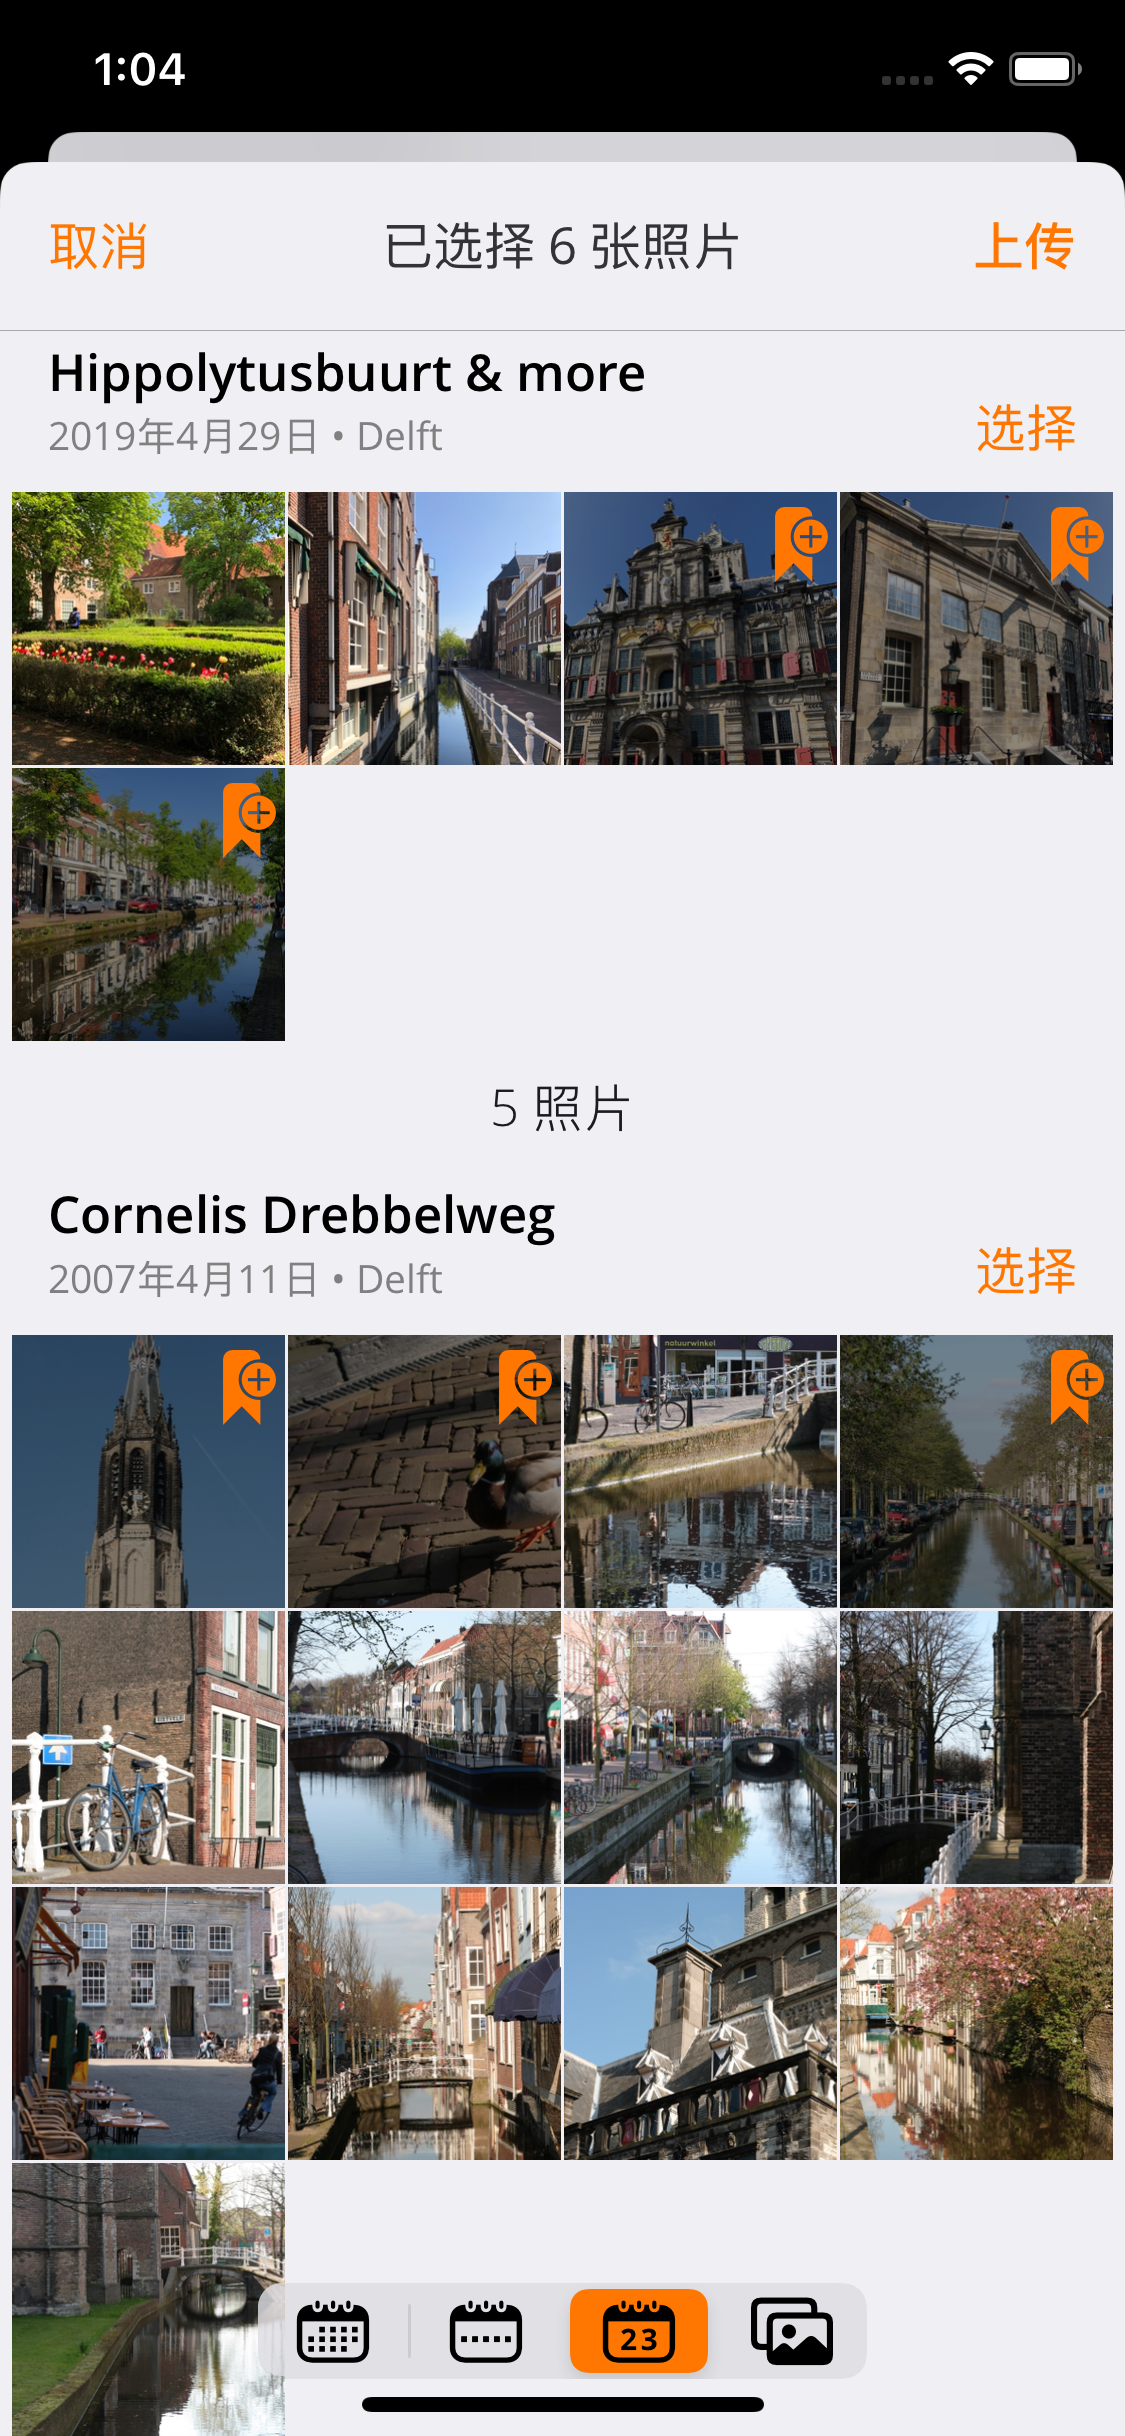 1:04
取消
已选择 6 张照片
上传
Hippolytusbuurt & more
2019年4月29日 • Delft
选择
5 照片
Cornelis Drebbelweg
2007年4月11日 • Delft
选择
natuurwinkel
23